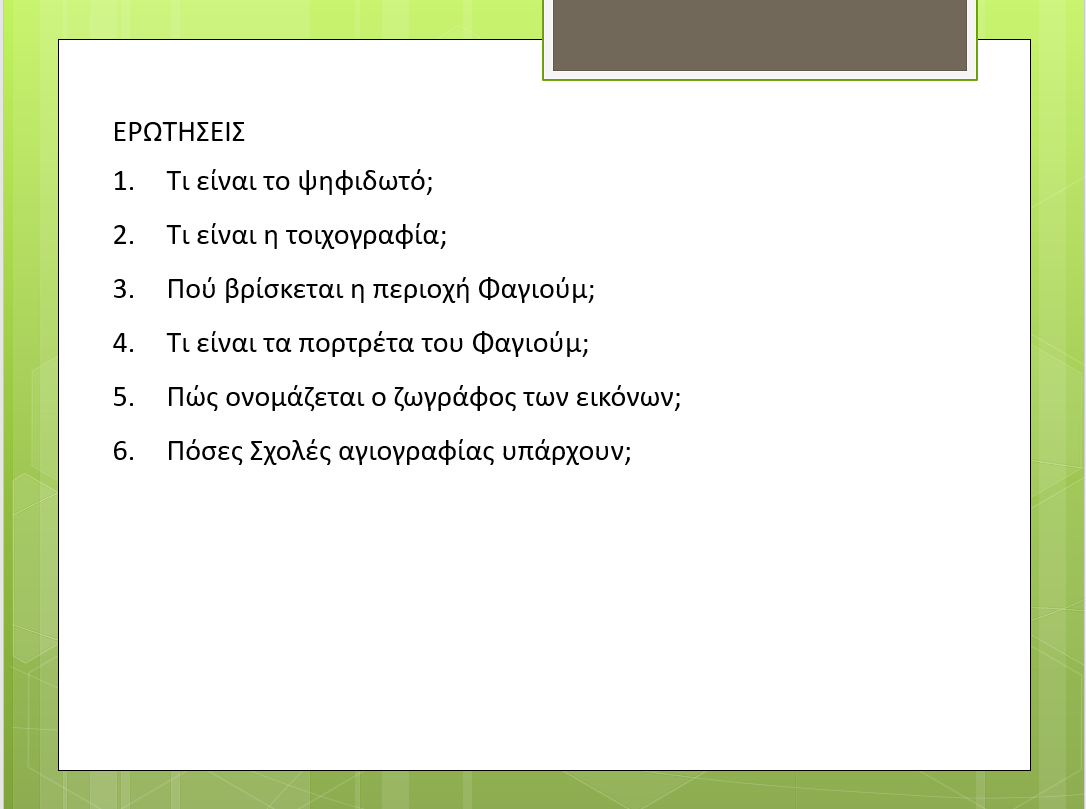 ΕΡΩΤΗΣΕΙΣ
1. Τι είναι το ψηφιδωτό;
2. Τι είναι η τοιχογραφία;
3. Πού βρίσκεται η περιοχή Φαγιούμ;
4. Τι είναι τα πορτρέτα του Φαγιούμ;
5. Πώς ονομάζεται ο ζωγράφος των εικόνων;
6. Πόσες Σχολές αγιογραφίας υπάρχουν;